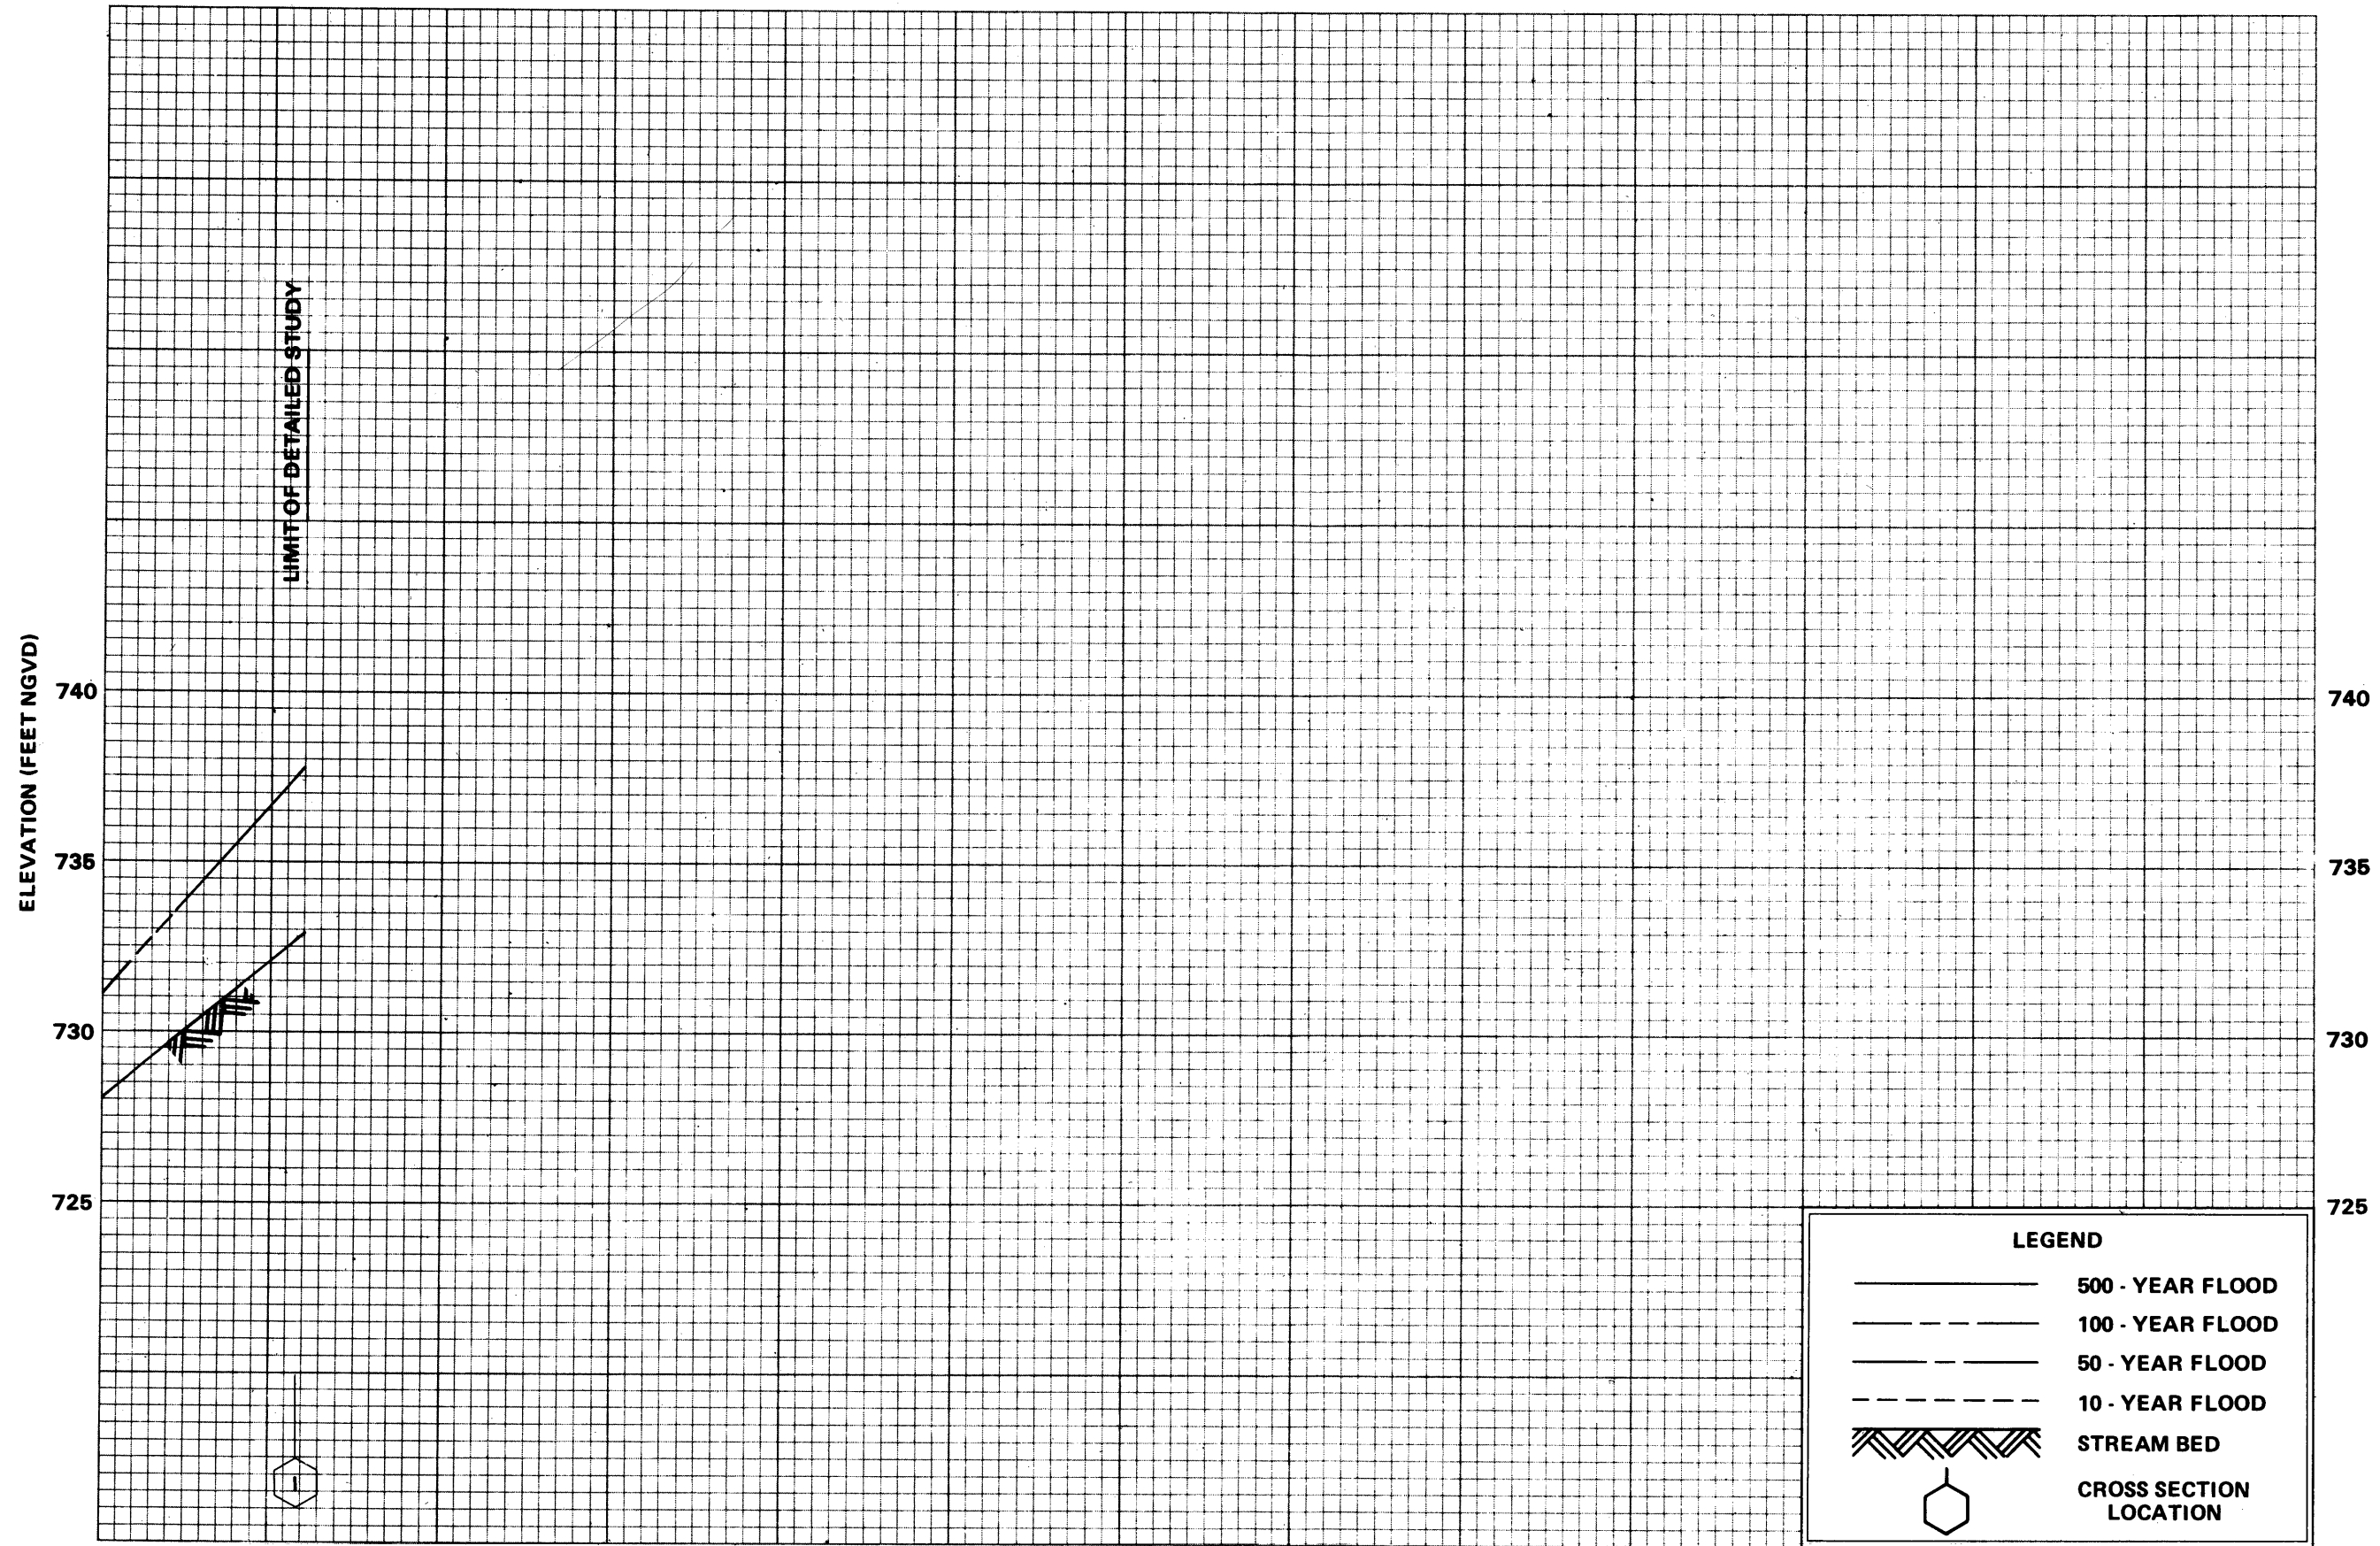 LIMIT OF DETAILED STUDY
ELEVATION (FEET NGVD)
740
735
730
725
740
735
730
725
I
LEGEND
500 - YEAR FLOOD
100 - YEAR FLOOD
50 - YEAR FLOOD
10 - YEAR FLOOD
STREAM BED
CROSS SECTION
LOCATION